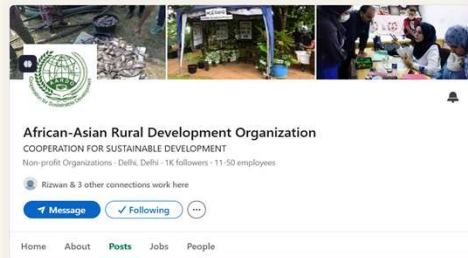 African-Asian Rural Development Organization
COOPERATION FOR SUSTAINABLE DEVELOPMENT
Non-profit Organizations · Delhi, Delhi · 1K followers · 11-50 employees
Rizwan & 3 other connections work here
Message
Following
Home About Posts Jobs People